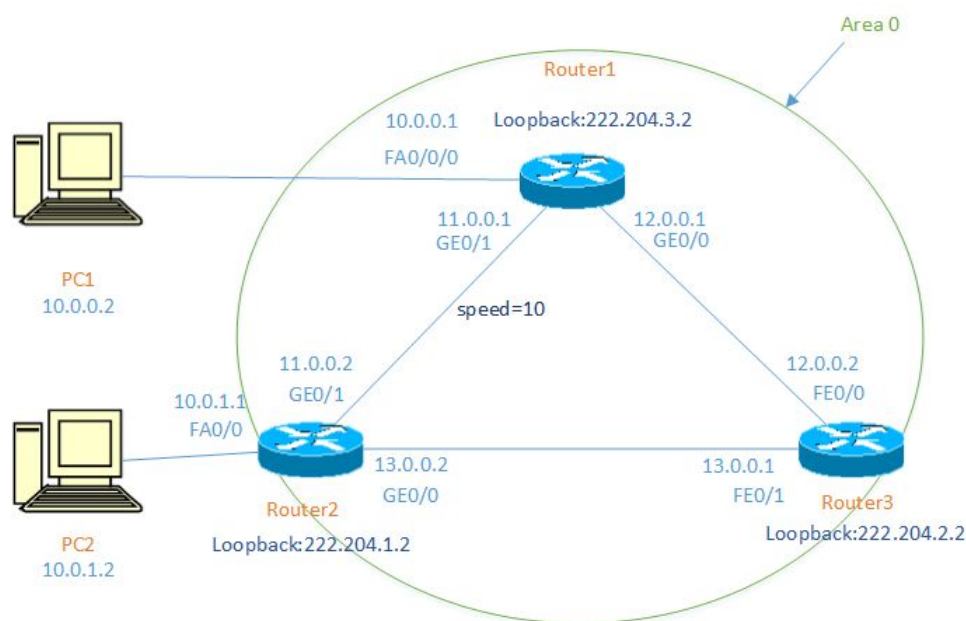 Area 0
Router1
10.0.0.1
Loopback:222.204.3.2
FA0/0/0
11.0.0.1
GE0/1
12.0.0.1
GE0/0
PC1
10.0.0.2
speed=10
11.0.0.2
GE0/1
12.0.0.2
FE0/0
10.0.1.1
FA0/0
13.0.0.2
GE0/0
13.0.0.1
FE0/1
Router2
Router3
Loopback:222.204.1.2
Loopback:222.204.2.2
PC2
10.0.1.2